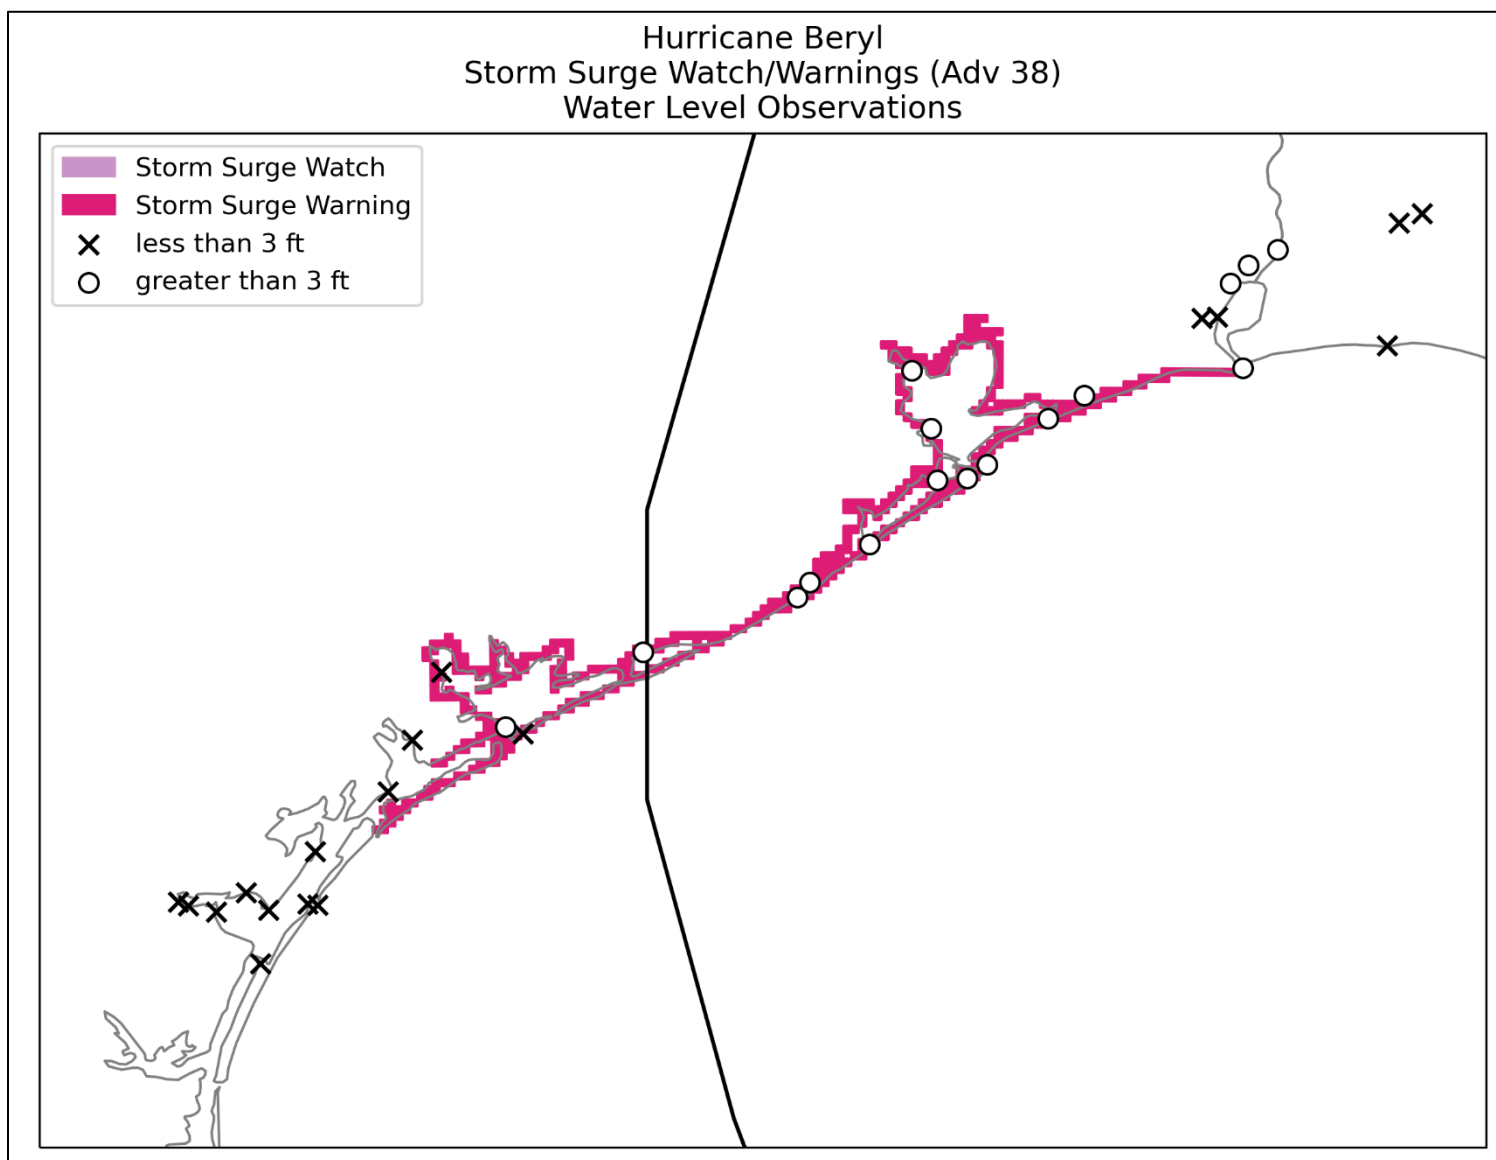 Hurricane Beryl
Storm Surge Watch/Warnings (Adv 38)
Water Level Observations
Storm Surge Watch
Storm Surge Warning
less than 3 ft
greater than 3 ft